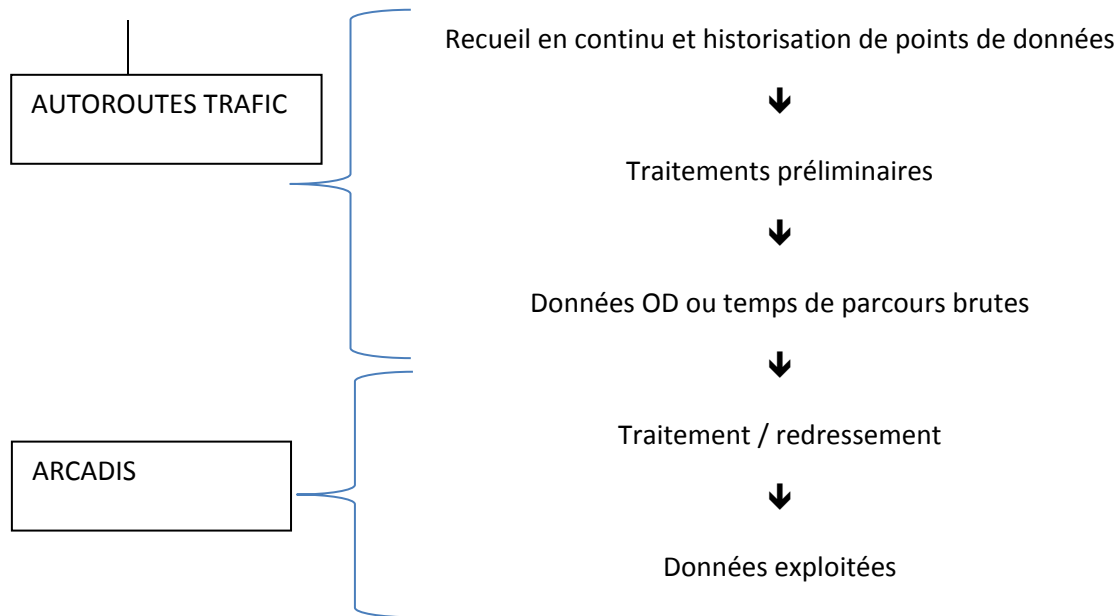 Recueil en continu et historisation de points de données
AUTOROUTES TRAFIC
Traitements préliminaires
Données OD ou temps de parcours brutes
Traitement / redressement
ARCADIS
Données exploitées